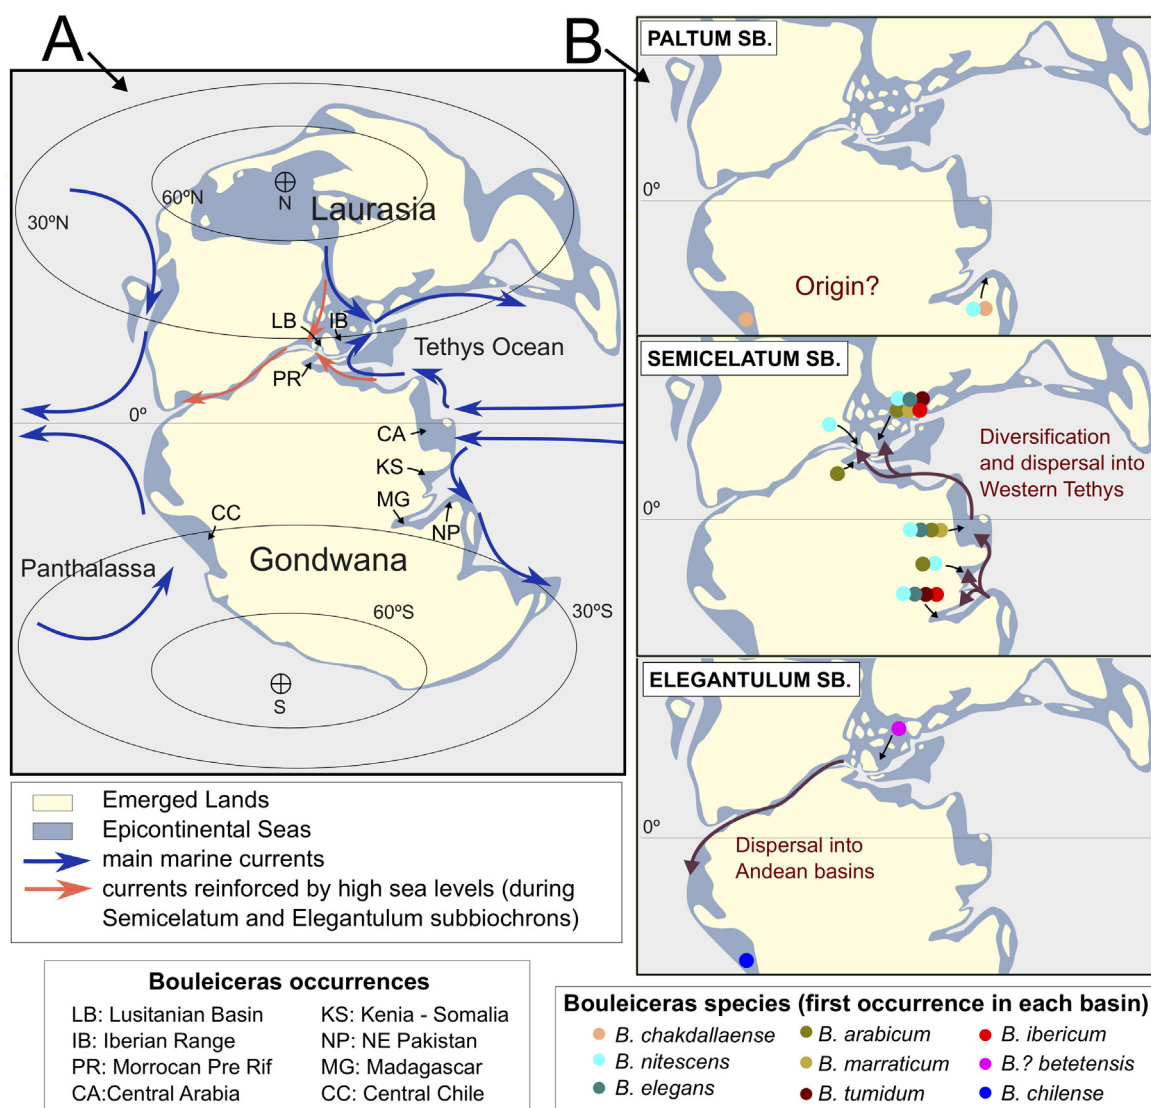 A
B
30ºN
60ºN
N
Laurasia
LB
IB
PR
Tethys Ocean
0º
CA
KS
MG
NP
CC
Gondwana
Panthalassa
60ºS
30ºS
S
Emerged Lands
Epicontinental Seas
main marine currents
currents reinforced by high sea levels (during
Semicelatum and Elegantulum subbiochrons)
Bouleiceras occurrences
LB: Lusitanian Basin
IB: Iberian Range
PR: Morrocan Pre Rif
CA:Central Arabia
KS: Kenia - Somalia
NP: NE Pakistan
MG: Madagascar
CC: Central Chile
PALTUM SB.
0º
Origin?
SEMICELATUM SB.
Diversification
and dispersal into
Western Tethys
0º
ELEGANTULUM SB.
0º
Dispersal into
Andean basins
Bouleiceras species (first occurrence in each basin)
B. chakdallaense
B. nitescens
B. elegans
B. arabicum
B. marraticum
B. tumidum
B. ibericum
B.? betetensis
B. chilense